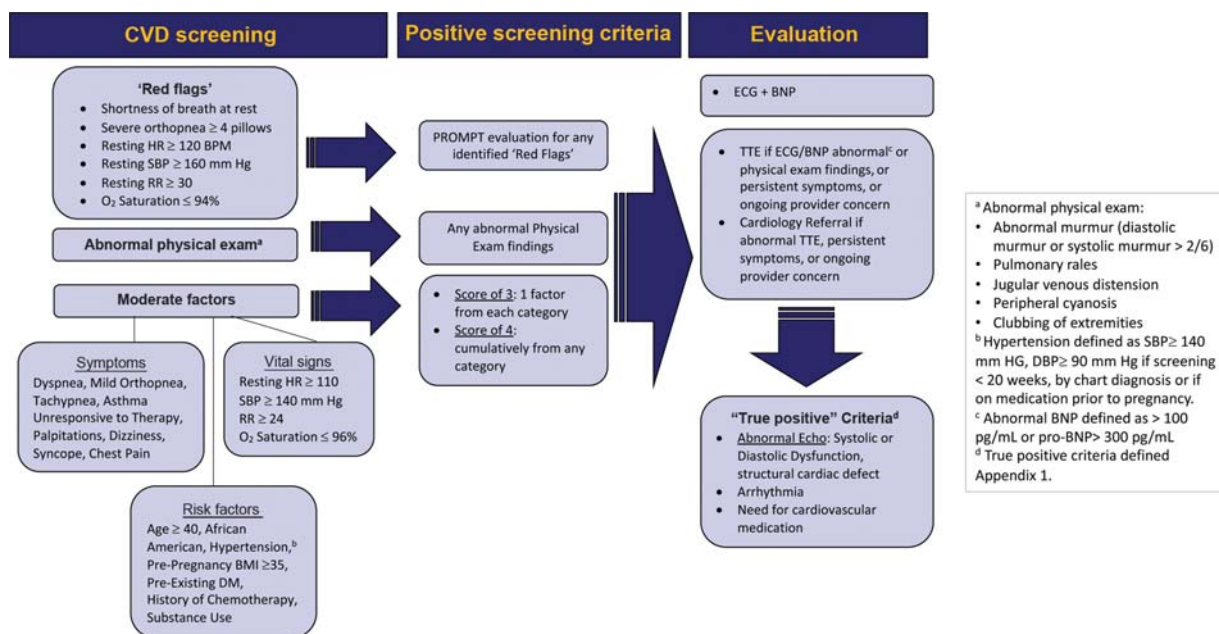 CVD screening
Positive screening criteria
Evaluation
‘Red flags’
• Shortness of breath at rest
• Severe orthopnea ≥ 4 pillows
• Resting HR ≥ 120 BPM
• Resting SBP ≥ 160 mm Hg
• Resting RR ≥ 30
• O₂ Saturation ≤ 94%
Abnormal physical examᵃ
Moderate factors
Symptoms
Dyspnea, Mild Orthopnea,
Tachypnea, Asthma
Unresponsive to Therapy,
Palpitations, Dizziness,
Syncope, Chest Pain
Vital signs
Resting HR ≥ 110
SBP ≥ 140 mm Hg
RR ≥ 24
O₂ Saturation ≤ 96%
Risk factors
Age ≥ 40, African
American, Hypertension,ᵇ
Pre-Pregnancy BMI ≥35,
Pre-Existing DM,
History of Chemotherapy,
Substance Use
PROMPT evaluation for any
identified ‘Red Flags’
Any abnormal Physical
Exam findings
• Score of 3: 1 factor
from each category
• Score of 4:
cumulatively from any
category
• ECG + BNP
• TTE if ECG/BNP abnormalᶜ or
physical exam findings, or
persistent symptoms, or
ongoing provider concern
• Cardiology Referral if
abnormal TTE, persistent
symptoms, or ongoing
provider concern
“True positive” Criteriaᵈ
• Abnormal Echo: Systolic or
Diastolic Dysfunction,
structural cardiac defect
• Arrhythmia
• Need for cardiovascular
medication
ᵃ Abnormal physical exam:
• Abnormal murmur (diastolic
murmur or systolic murmur > 2/6)
• Pulmonary rales
• Jugular venous distension
• Peripheral cyanosis
• Clubbing of extremities
ᵇ Hypertension defined as SBP≥ 140
mm HG, DBP≥ 90 mm Hg if screening
< 20 weeks, by chart diagnosis or if
on medication prior to pregnancy.
ᶜ Abnormal BNP defined as > 100
pg/mL or pro-BNP> 300 pg/mL
ᵈ True positive criteria defined
Appendix 1.